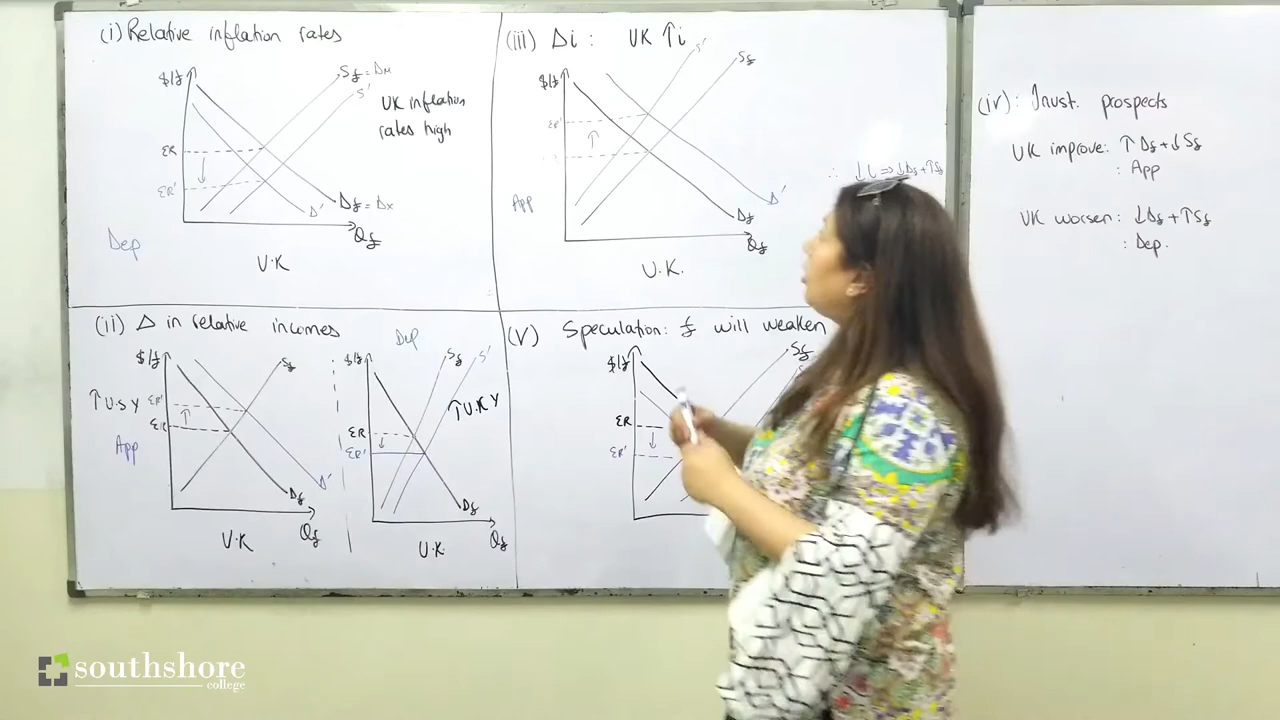 (i) Relative inflation rates
$/£
S£ = DM
S'
UK inflation
rates high
ER
ER'
D'
D£ = DX
Q£
Dep
U.K
(iii) Δi : UK ↑i
$/£
S'
S£
ER'
↑
App
D'
D£
Q£
U.K.
∴ ↓i ⇒ ↓D£ + ↑S£
(iv): Invst. prospects
UK improve: ↑D£ + ↓S£
: App
UK worsen: ↓D£ + ↑S£
: Dep.
(ii) Δ in relative incomes
$/£
S£
↑U.S Y
ER'
ER
App
D'
D£
Q£
U.K
Dep
$/£
S£
S'
↑U.K Y
ER
ER'
D£
Q£
U.K.
(v) Speculation: £ will weaken
$/£
S£
ER
ER'
southshore
college